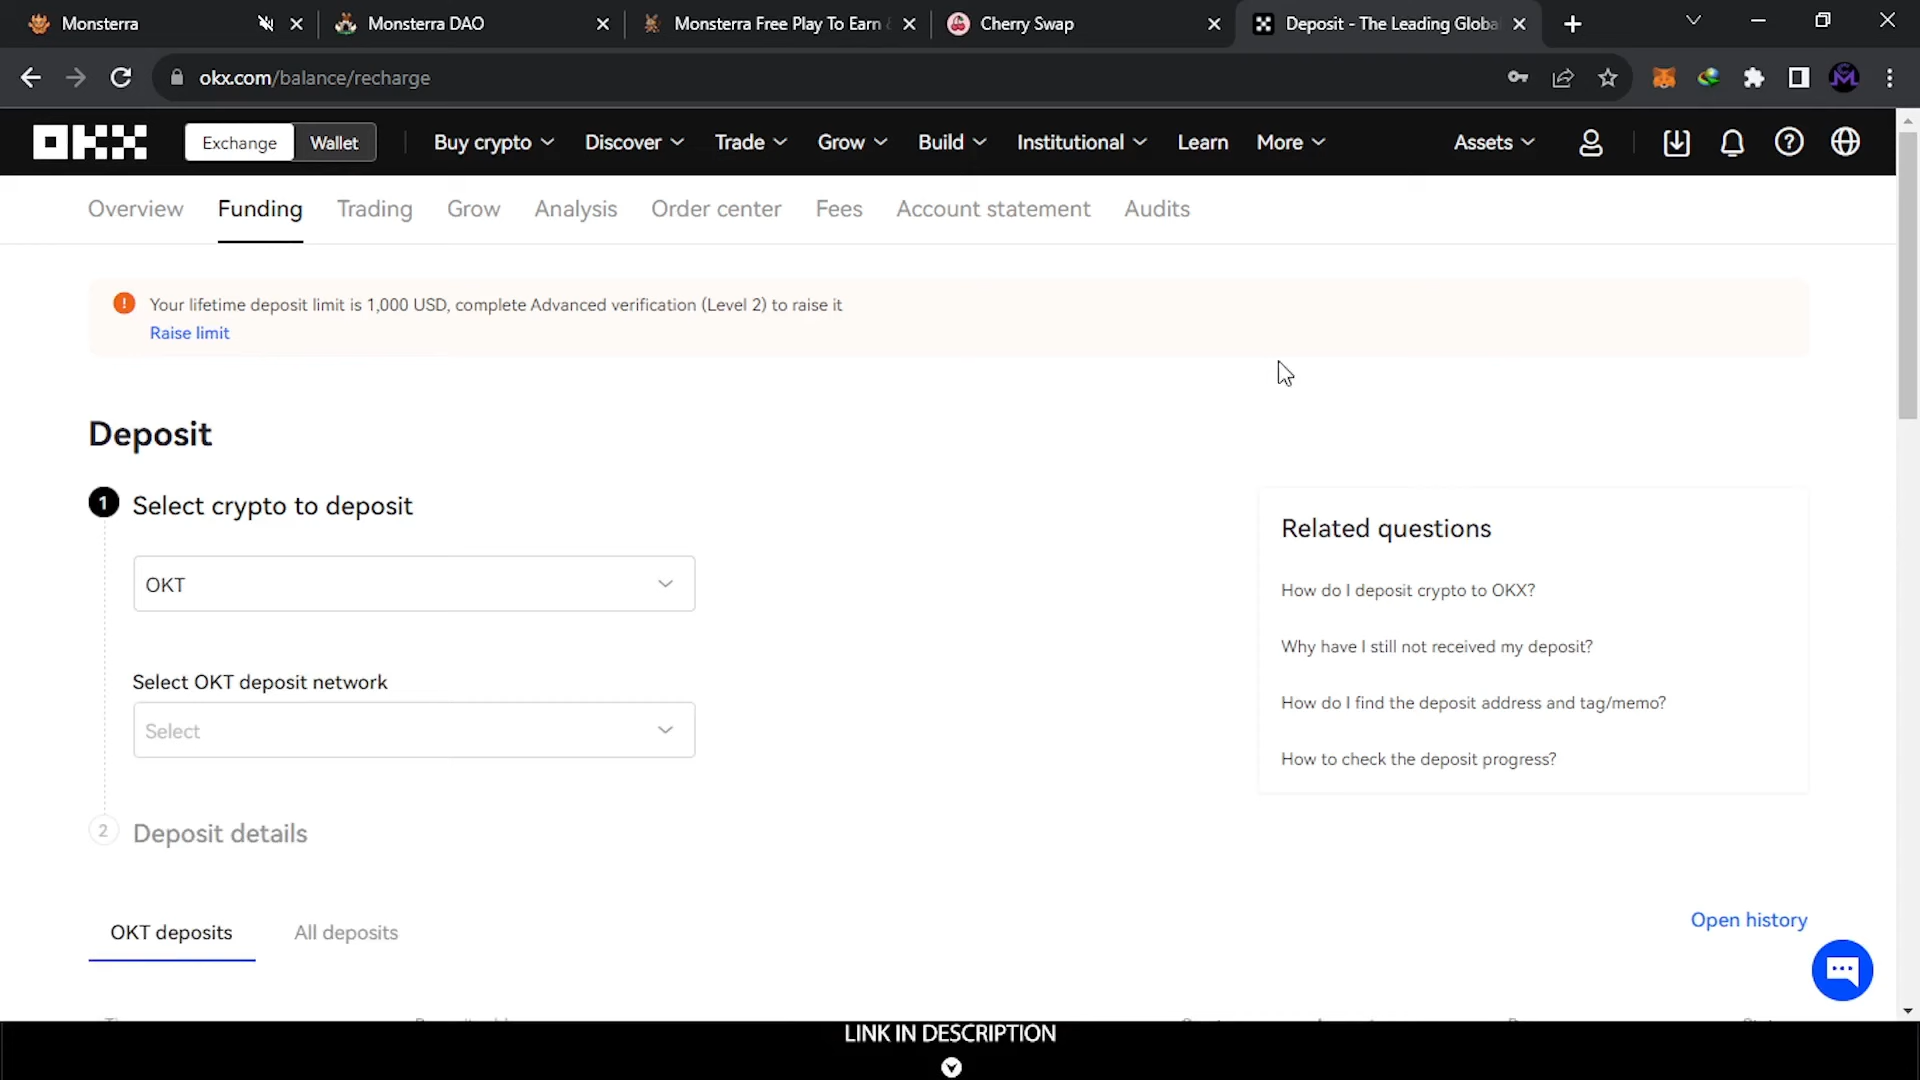 Monsterra
Monsterra DAO
Monsterra Free Play To Earn
Cherry Swap
Deposit - The Leading Globa
okx.com/balance/recharge
OKX
Exchange
Wallet
Buy crypto
Discover
Trade
Grow
Build
Institutional
Learn
More
Assets
Overview
Funding
Trading
Grow
Analysis
Order center
Fees
Account statement
Audits
Your lifetime deposit limit is 1,000 USD, complete Advanced verification (Level 2) to raise it
Raise limit
Deposit
1 Select crypto to deposit
OKT
Select OKT deposit network
Select
2 Deposit details
Related questions
How do I deposit crypto to OKX?
Why have I still not received my deposit?
How do I find the deposit address and tag/memo?
How to check the deposit progress?
OKT deposits
All deposits
Open history
LINK IN DESCRIPTION